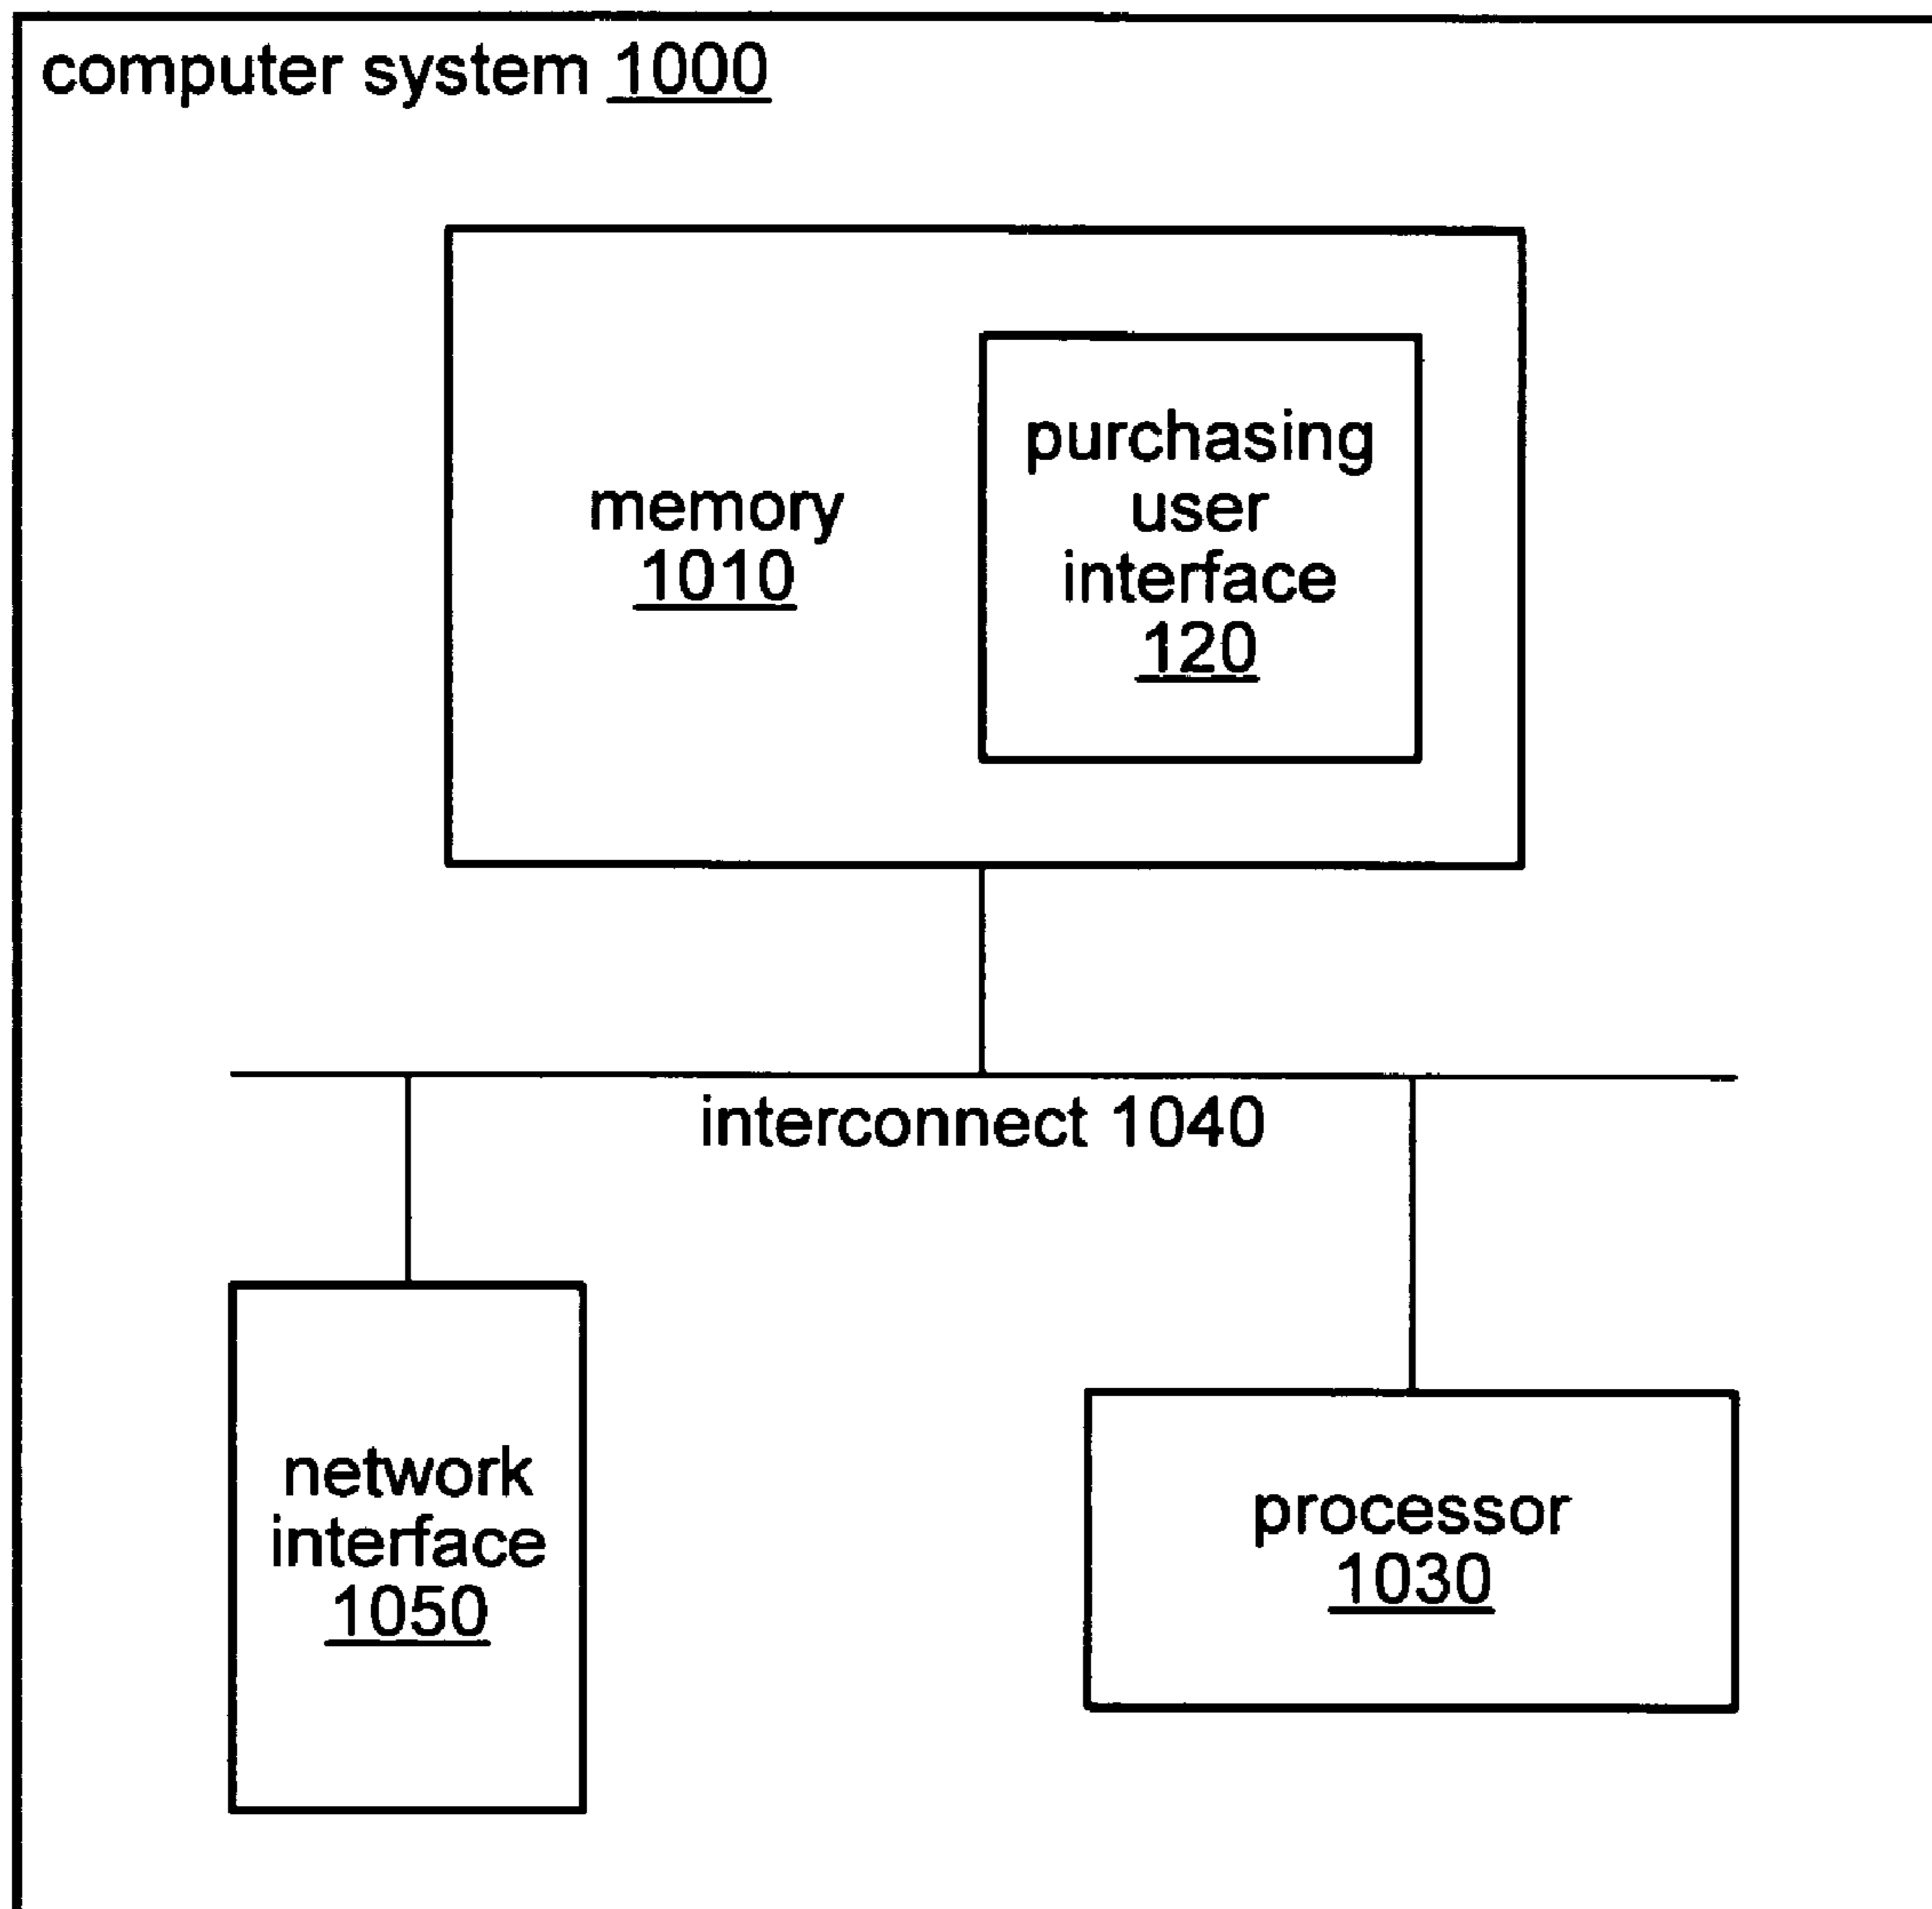 computer system 1000
memory
1010
purchasing
user
interface
120
interconnect 1040
network
interface
1050
processor
1030